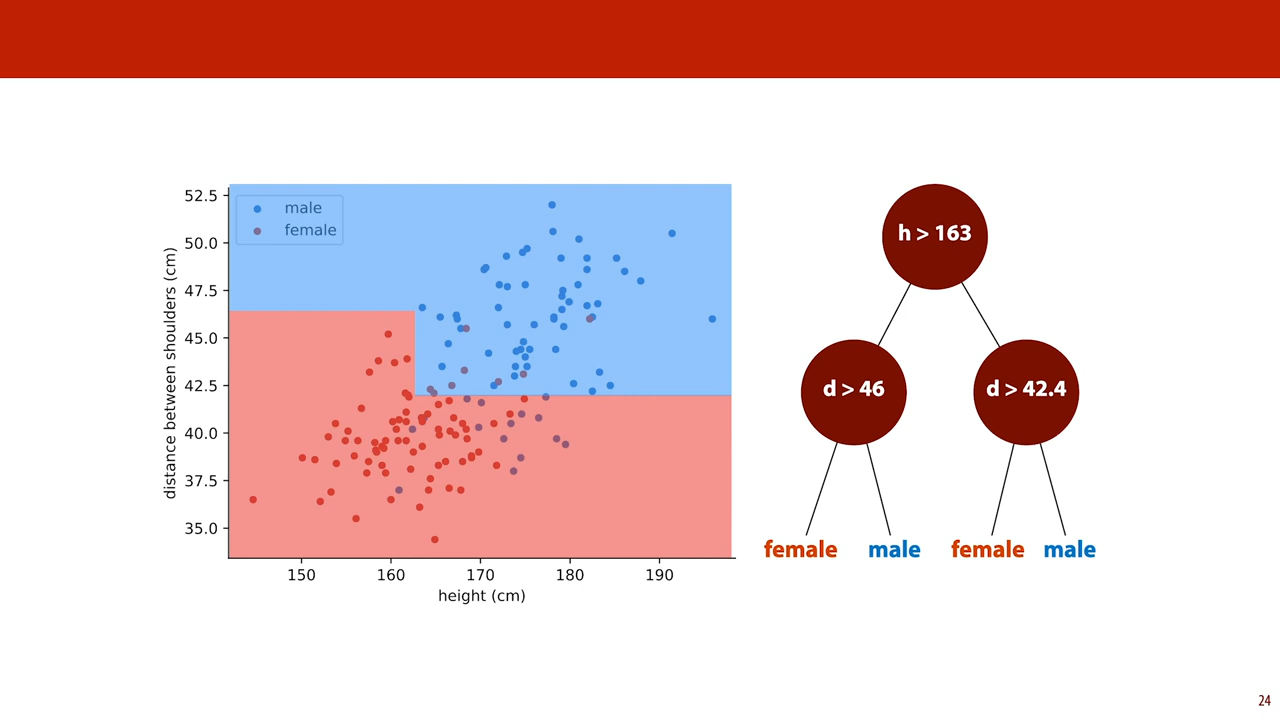 52.5
50.0
47.5
45.0
42.5
40.0
37.5
35.0
distance between shoulders (cm)
male
female
150 160 170 180 190
height (cm)
h > 163
d > 46 d > 42.4
female male female male
24